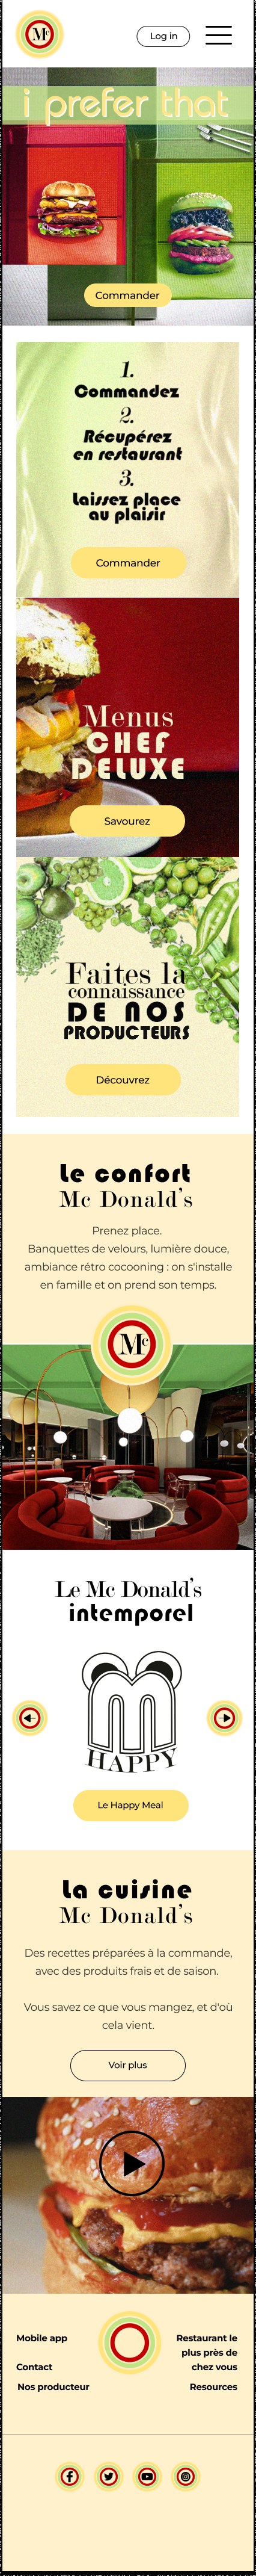 Mc
Log in
i prefer that
Commander
1.
Commandez
2.
Récupérez
en restaurant
3.
Laissez place
au plaisir
Commander
Menus
CHEF
DELUXE
Savourez
Faites la
connaissance
DE NOS
PRODUCTEURS
Découvrez
Le confort
Mc Donald's
Prenez place.
Banquettes de velours, lumière douce,
ambiance rétro cocooning : on s'installe
en famille et on prend son temps.
Mc
Le Mc Donald's
intemporel
M
HAPPY
Le Happy Meal
La cuisine
Mc Donald's
Des recettes préparées à la commande,
avec des produits frais et de saison.
Vous savez ce que vous mangez, et d'où
cela vient.
Voir plus
Mobile app
Contact
Nos producteur
Restaurant le
plus près de
chez vous
Resources